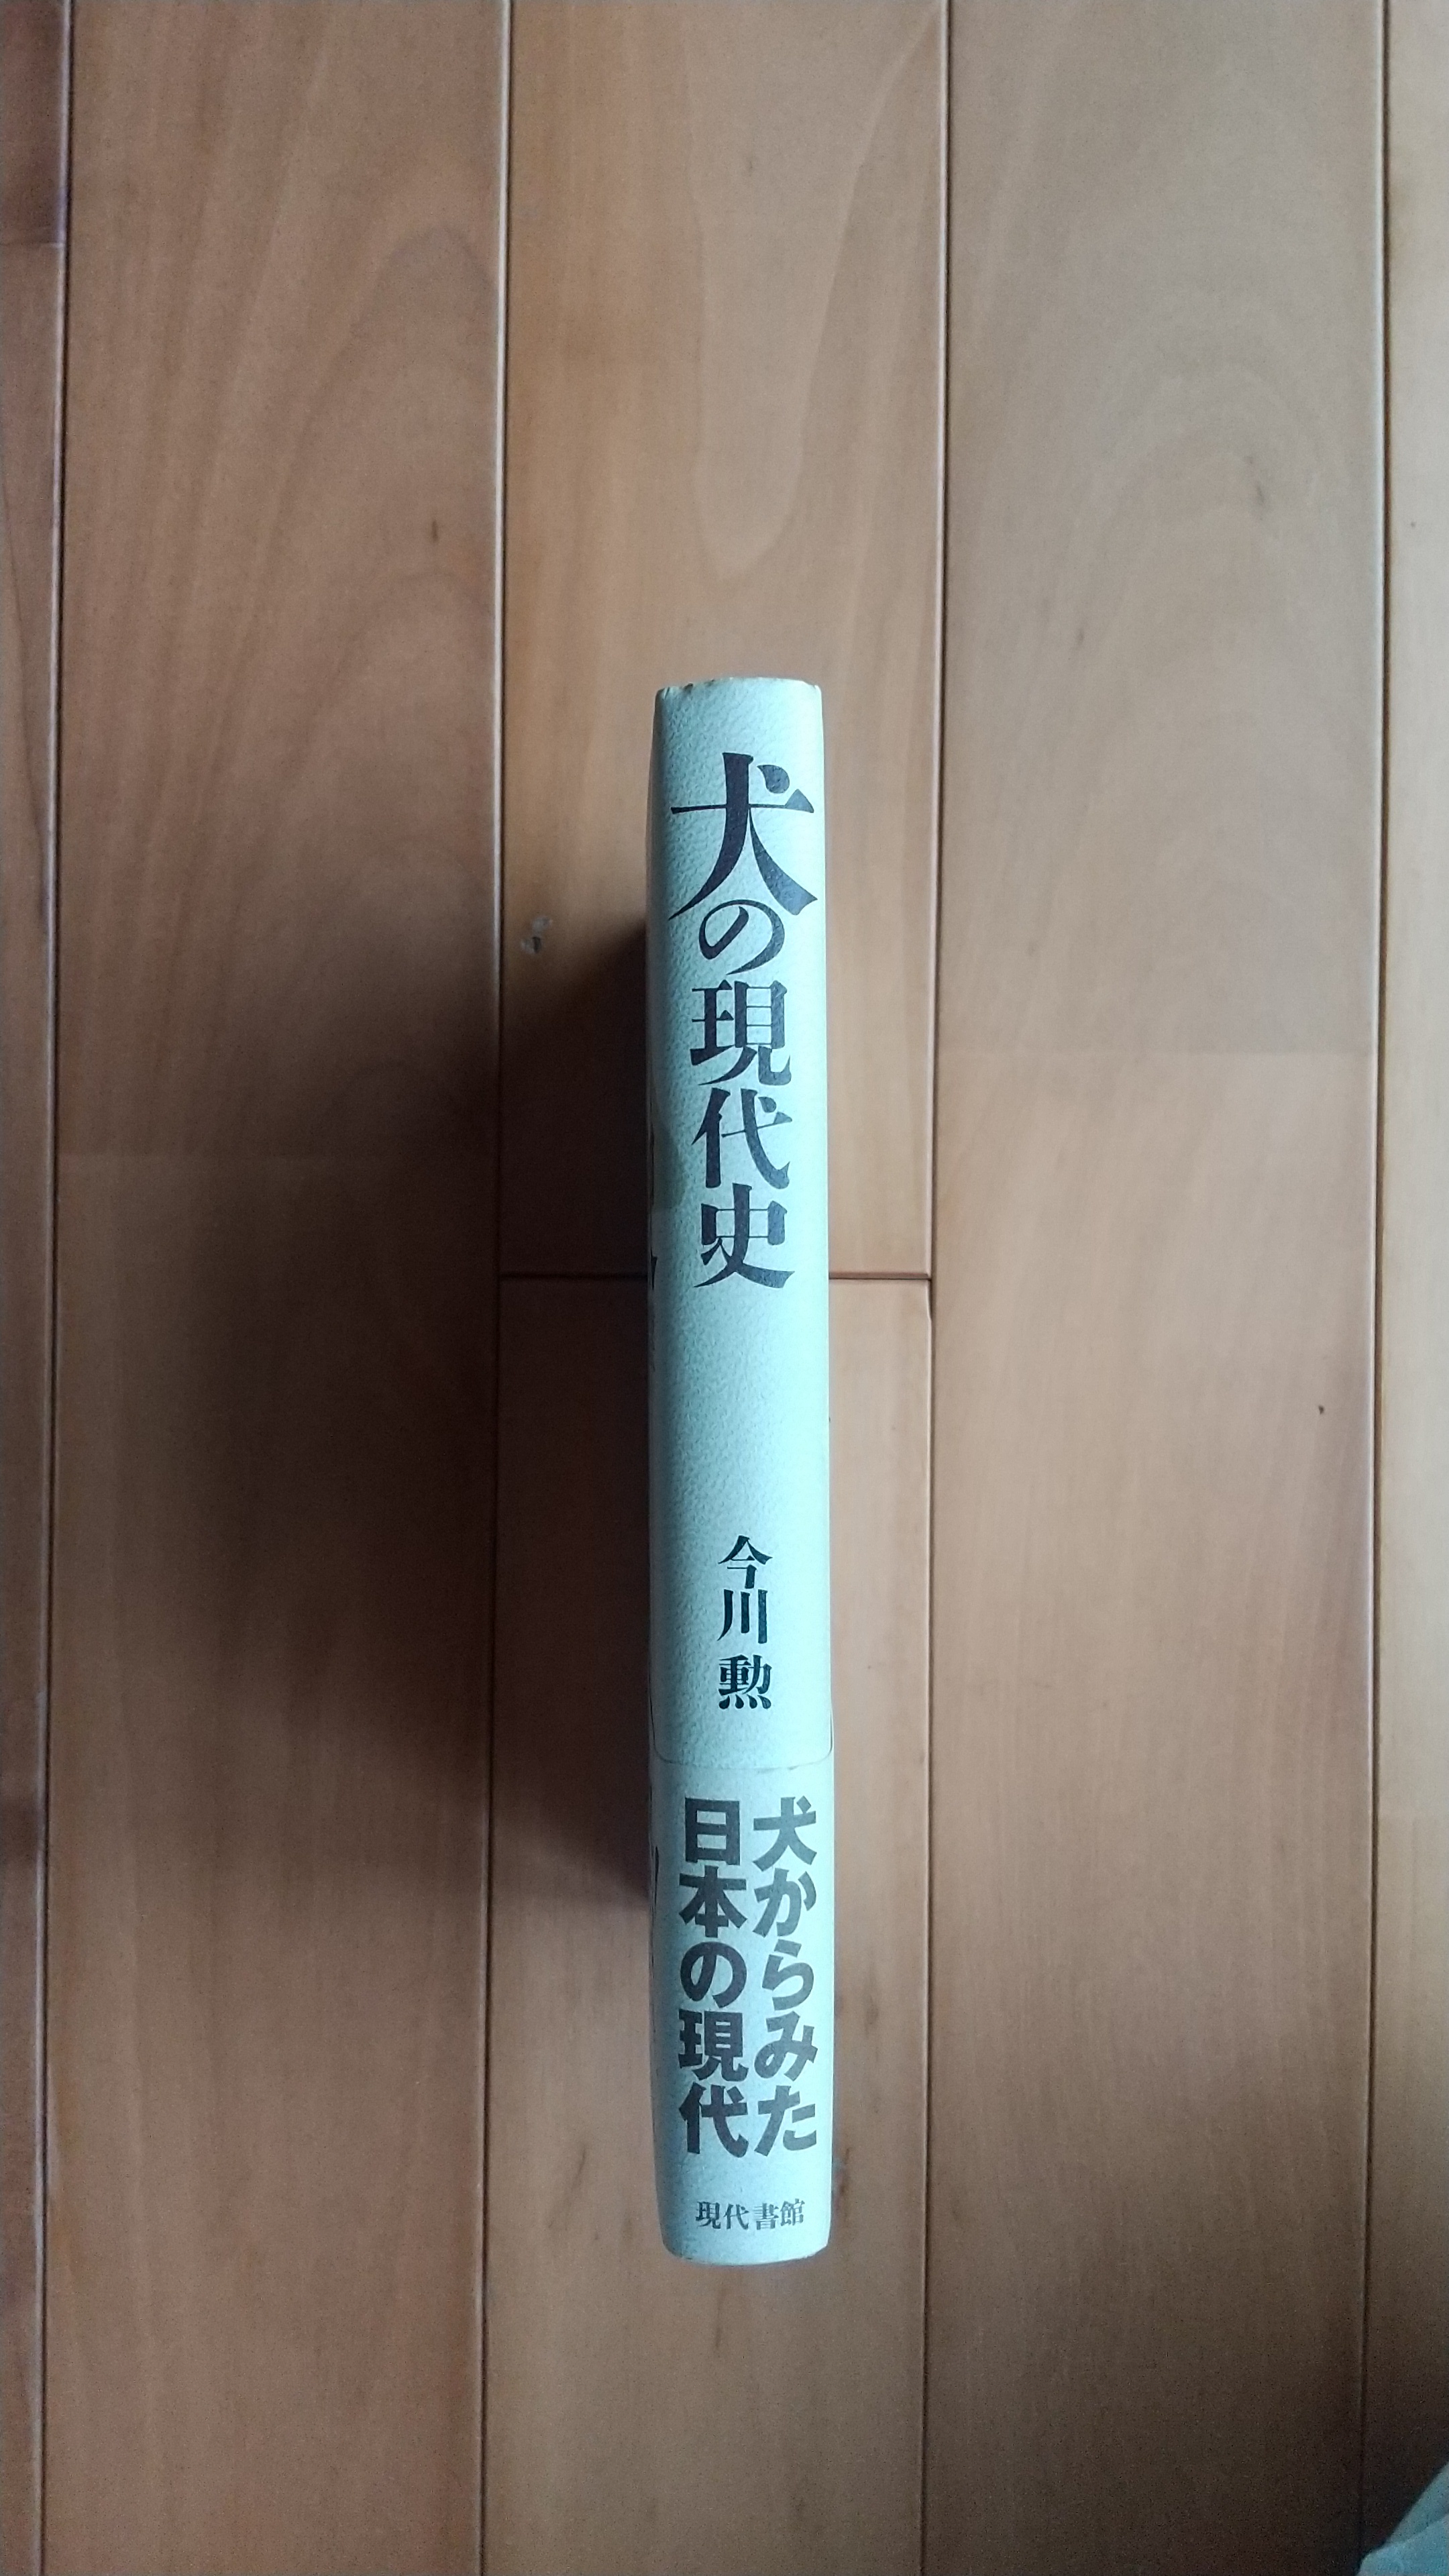 犬の現代史
今川 勲
犬からみた
日本の現代
現代書館